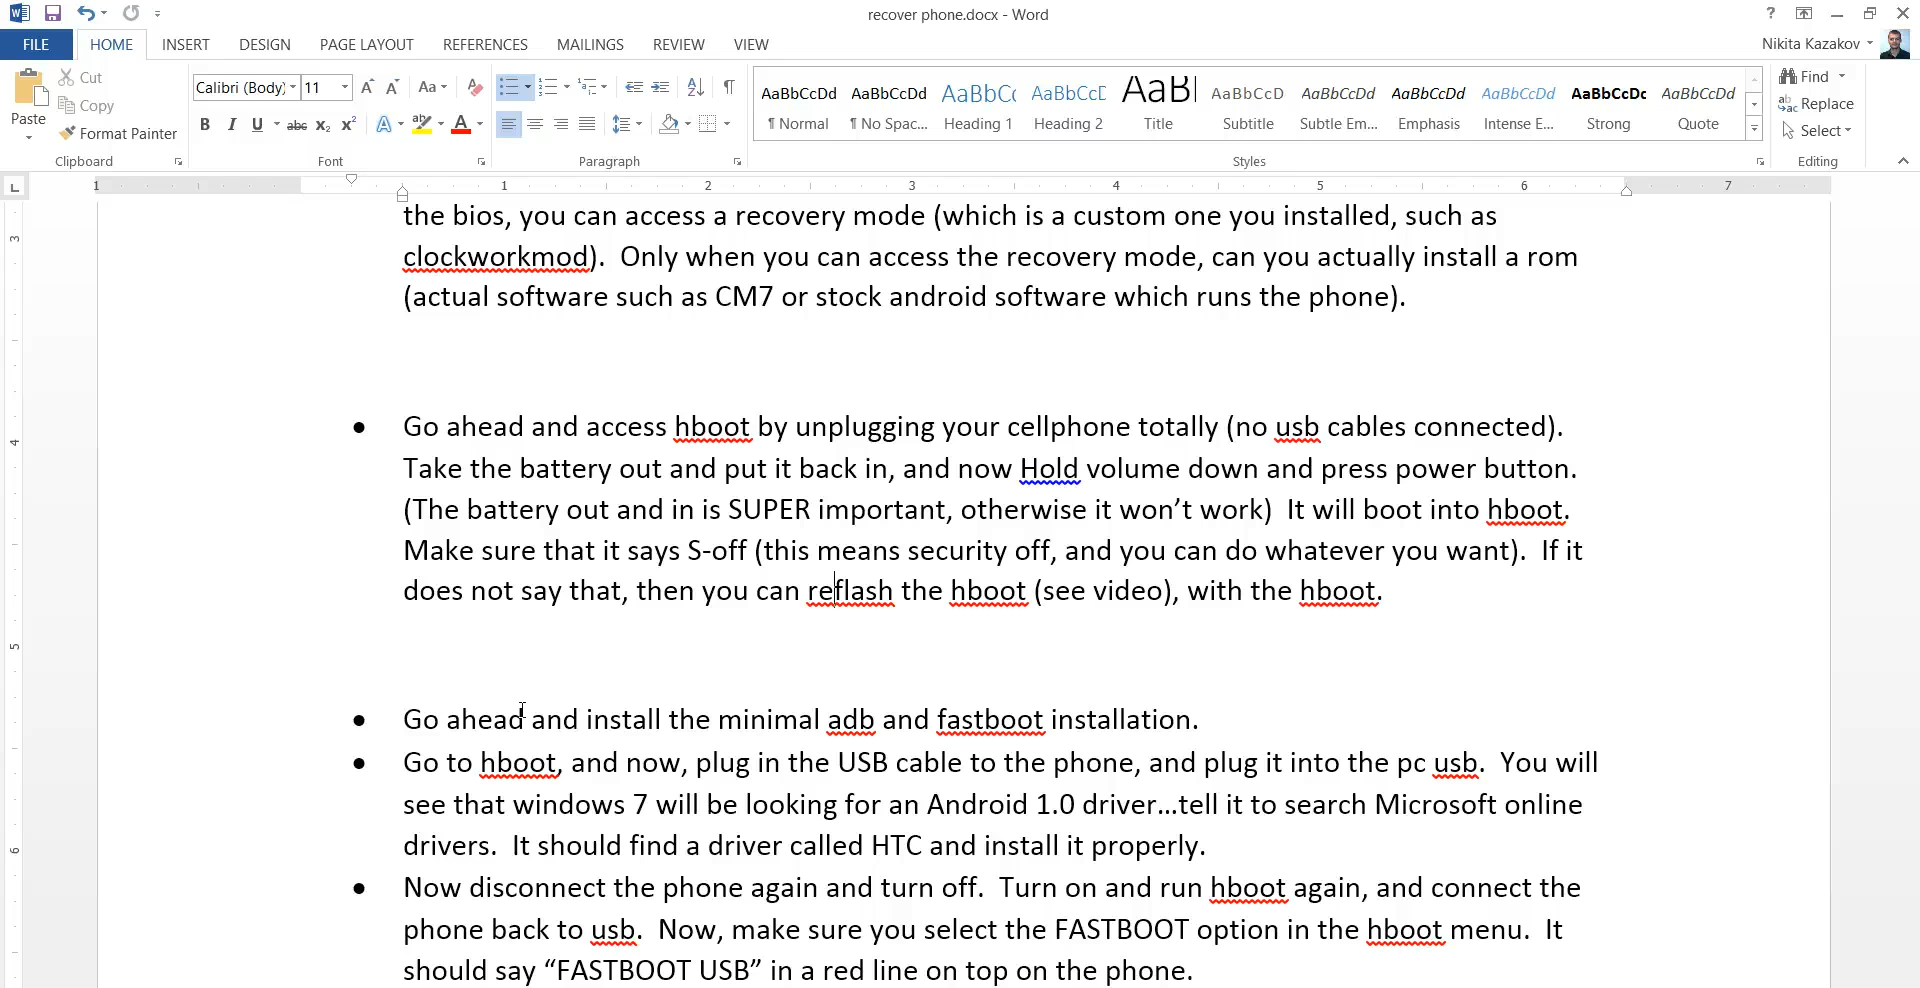 recover phone.docx - Word
FILE HOME INSERT DESIGN PAGE LAYOUT REFERENCES MAILINGS REVIEW VIEW
Nikita Kazakov
Paste
Cut
Copy
Format Painter
Clipboard
Calibri (Body) 11
Font
Paragraph
AaBbCcDd AaBbCcDd AaBbCc AaBbCcE AaBl AaBbCcD AaBbCcDd AaBbCcDd AaBbCcDd AaBbCcDc AaBbCcDd
¶ Normal ¶ No Spac... Heading 1 Heading 2 Title Subtitle Subtle Em... Emphasis Intense E... Strong Quote
Styles
Find
Replace
Select
Editing
1 1 2 3 4 5 6 7
3
4
5
6
the bios, you can access a recovery mode (which is a custom one you installed, such as
clockworkmod).  Only when you can access the recovery mode, can you actually install a rom
(actual software such as CM7 or stock android software which runs the phone).
● Go ahead and access hboot by unplugging your cellphone totally (no usb cables connected).
Take the battery out and put it back in, and now Hold volume down and press power button.
(The battery out and in is SUPER important, otherwise it won’t work)  It will boot into hboot.
Make sure that it says S-off (this means security off, and you can do whatever you want).  If it
does not say that, then you can reflash the hboot (see video), with the hboot.
● Go ahead and install the minimal adb and fastboot installation.
● Go to hboot, and now, plug in the USB cable to the phone, and plug it into the pc usb.  You will
see that windows 7 will be looking for an Android 1.0 driver…tell it to search Microsoft online
drivers.  It should find a driver called HTC and install it properly.
● Now disconnect the phone again and turn off.  Turn on and run hboot again, and connect the
phone back to usb.  Now, make sure you select the FASTBOOT option in the hboot menu.  It
should say “FASTBOOT USB” in a red line on top on the phone.